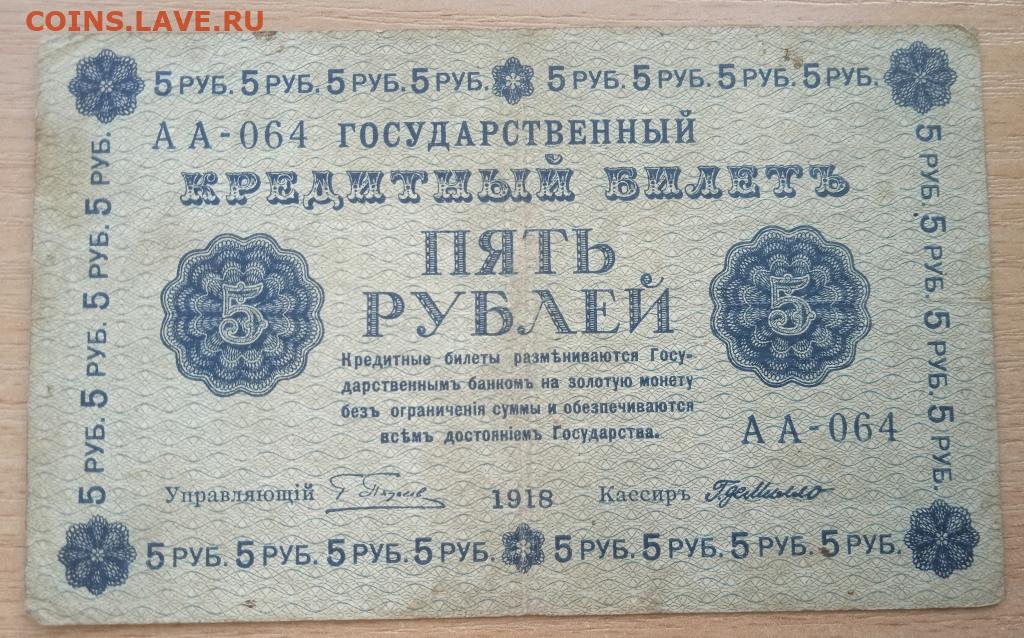 COINS.LAVE.RU
5 РУБ. 5 РУБ. 5 РУБ. 5 РУБ. 5 РУБ. 5 РУБ. 5 РУБ. 5 РУБ.
АА-064 ГОСУДАРСТВЕННЫЙ
КРЕДИТНЫЙ БИЛЕТЪ
5 РУБ. 5 РУБ. 5 РУБ. 5 РУБ.
5 РУБ. 5 РУБ. 5 РУБ. 5 РУБ.
ПЯТЬ
РУБЛЕЙ
5
5
Кредитные билеты размѣниваются Госу-
дарственнымъ банкомъ на золотую монету
безъ ограниченія суммы и обезпечиваются
всѣмъ достояніемъ Государства.
АА-064
Управляющій
1918
Кассиръ Г. де Милло
5 РУБ. 5 РУБ. 5 РУБ. 5 РУБ. 5 РУБ. 5 РУБ. 5 РУБ. 5 РУБ.